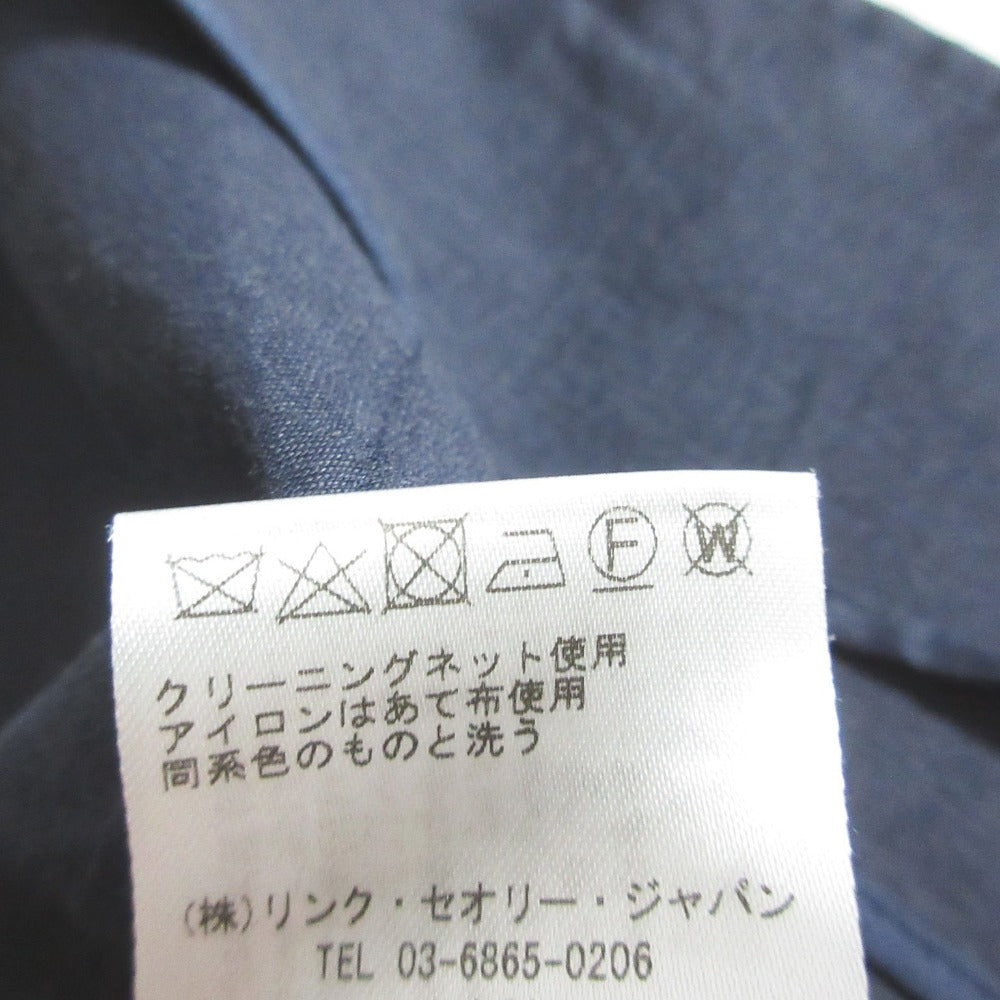 F W
クリーニングネット使用
アイロンはあて布使用
同系色のものと洗う
(株)リンク・セオリー・ジャパン
TEL 03-6865-0206